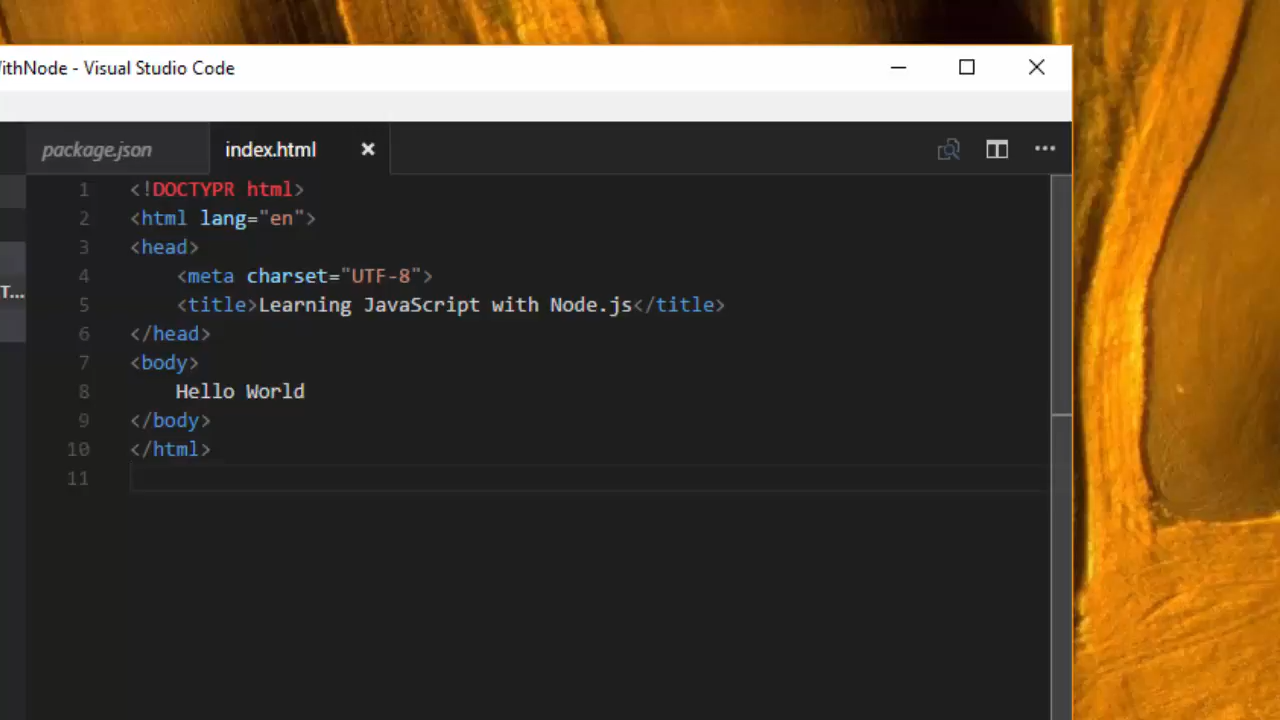 ithNode - Visual Studio Code
package.json index.html
1 <!DOCTYPR html>
2 <html lang="en">
3 <head>
4     <meta charset="UTF-8">
5     <title>Learning JavaScript with Node.js</title>
6 </head>
7 <body>
8     Hello World
9 </body>
10 </html>
11
T...